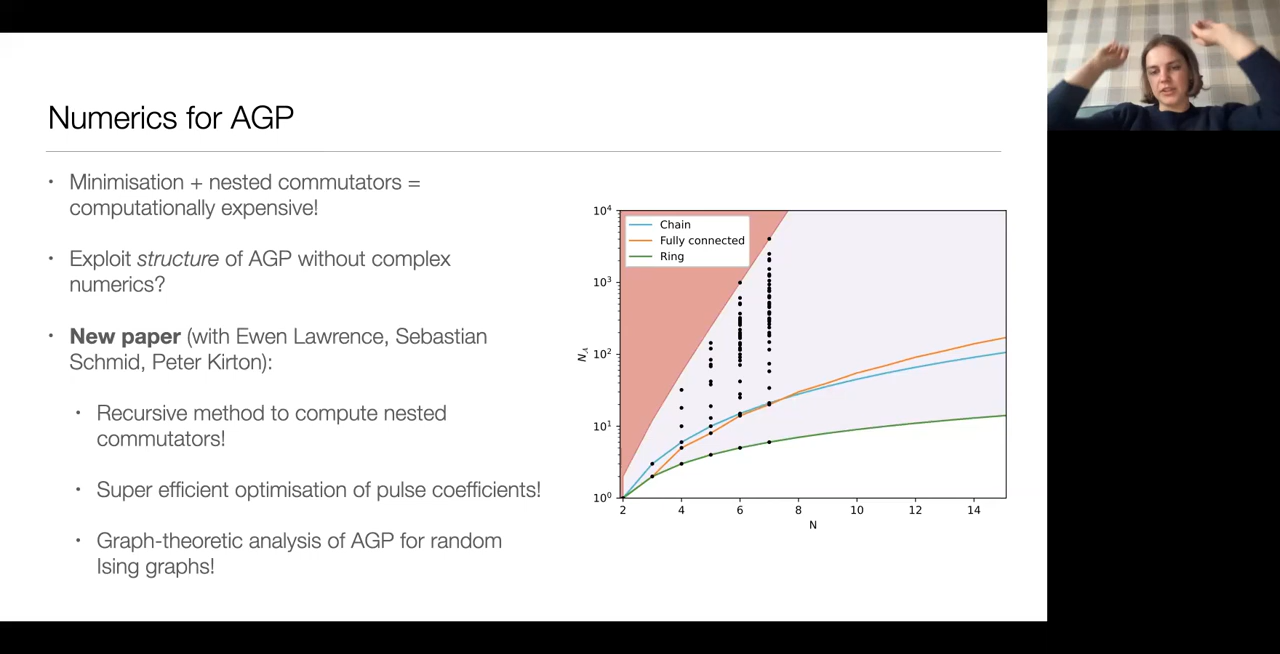 Numerics for AGP
• Minimisation + nested commutators =
computationally expensive!
• Exploit structure of AGP without complex
numerics?
• New paper (with Ewen Lawrence, Sebastian
Schmid, Peter Kirton):
• Recursive method to compute nested
commutators!
• Super efficient optimisation of pulse coefficients!
• Graph-theoretic analysis of AGP for random
Ising graphs!
Chain
Fully connected
Ring
10⁴
10³
10²
10¹
10⁰
2 4 6 8 10 12 14
N